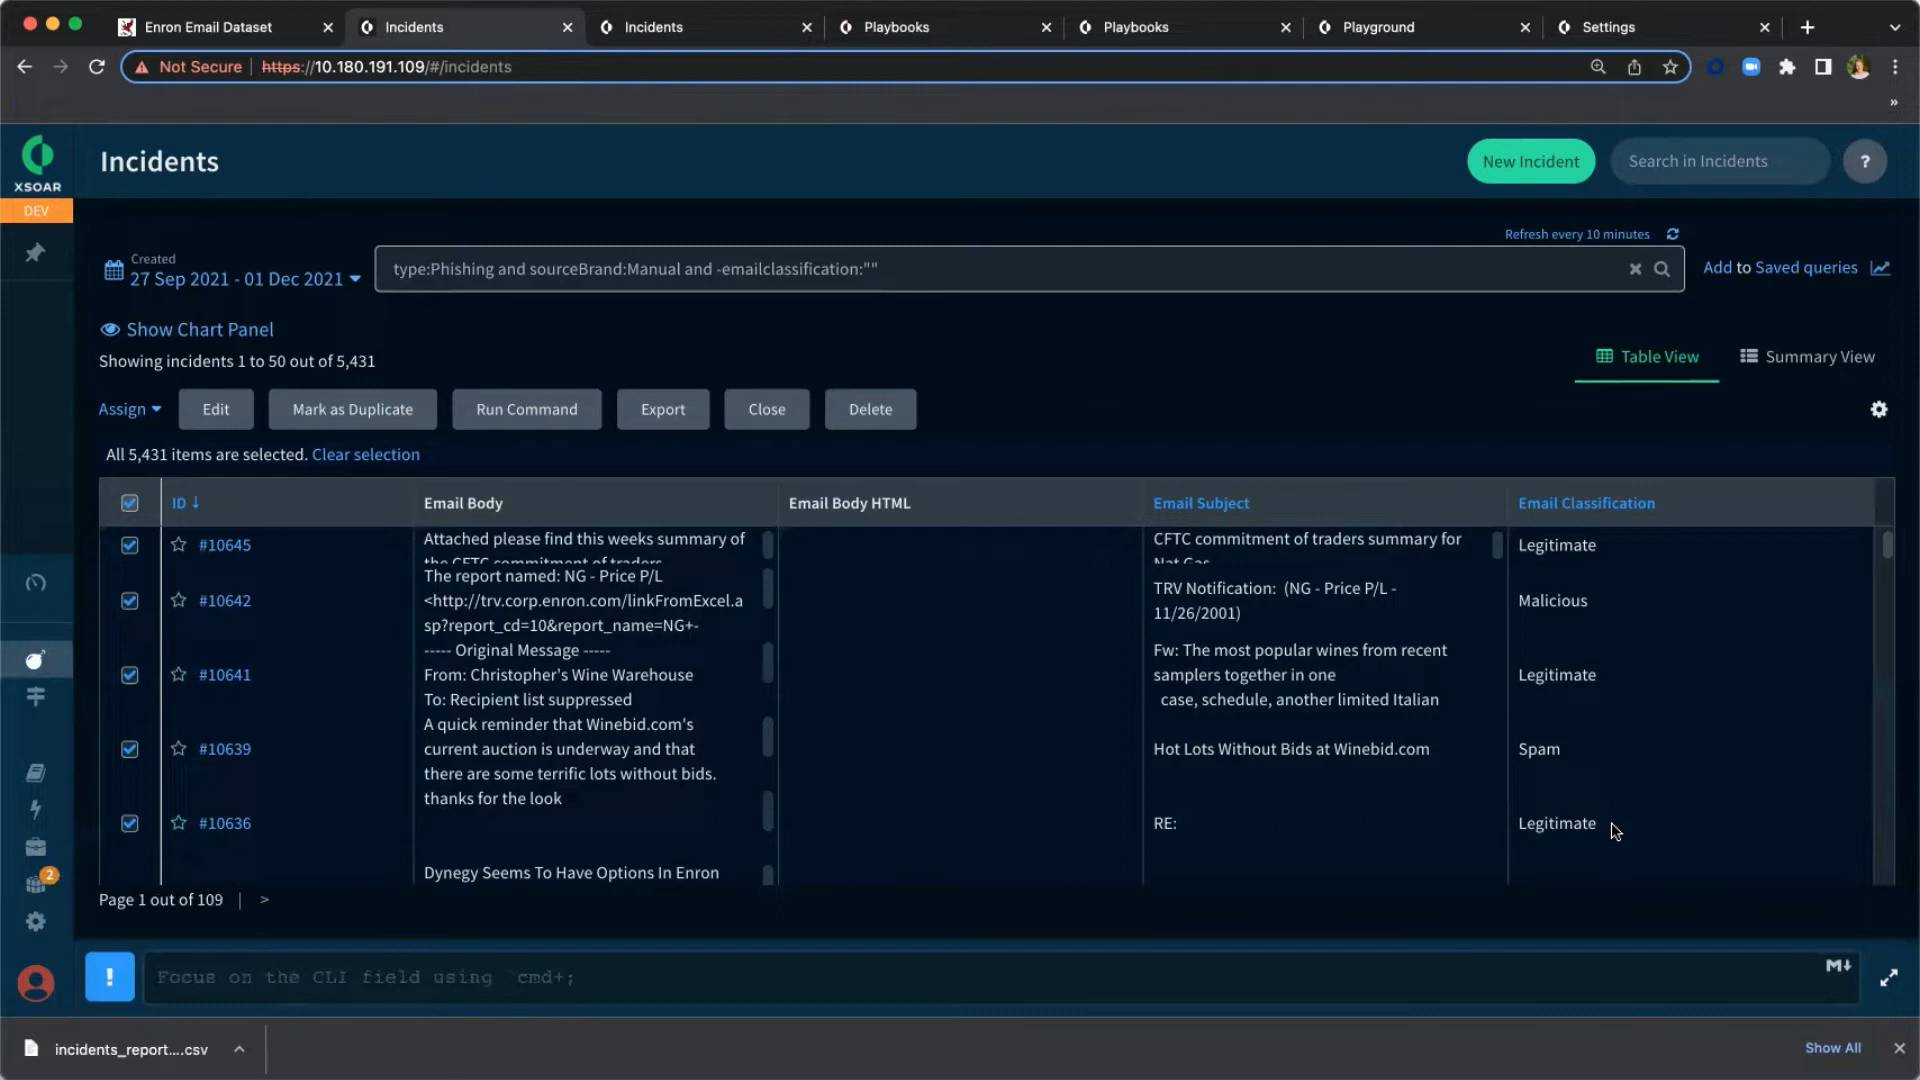 Enron Email Dataset
Incidents
Incidents
Playbooks
Playbooks
Playground
Settings
Not Secure
https://10.180.191.109/#/incidents
»
XSOAR
DEV
Incidents
New Incident
Search in Incidents
?
Refresh every 10 minutes
Created
27 Sep 2021 - 01 Dec 2021
type:Phishing and sourceBrand:Manual and -emailclassification:""
Add to Saved queries
Show Chart Panel
Showing incidents 1 to 50 out of 5,431
Table View
Summary View
Assign
Edit
Mark as Duplicate
Run Command
Export
Close
Delete
All 5,431 items are selected. Clear selection
ID ↓
Email Body
Email Body HTML
Email Subject
Email Classification
#10645
Attached please find this weeks summary of
the CFTC commitment of traders
CFTC commitment of traders summary for
Nat Gas
Legitimate
#10642
The report named: NG - Price P/L
<http://trv.corp.enron.com/linkFromExcel.a
sp?report_cd=10&report_name=NG+-
TRV Notification:  (NG - Price P/L -
11/26/2001)
Malicious
#10641
----- Original Message -----
From: Christopher's Wine Warehouse
To: Recipient list suppressed
Fw: The most popular wines from recent
samplers together in one
case, schedule, another limited Italian
Legitimate
#10639
A quick reminder that Winebid.com's
current auction is underway and that
there are some terrific lots without bids.
Hot Lots Without Bids at Winebid.com
Spam
#10636
thanks for the look
RE:
Legitimate
Dynegy Seems To Have Options In Enron
Page 1 out of 109 | >
2
!
Focus on the CLI field using `cmd+;
M↓
incidents_report....csv
Show All